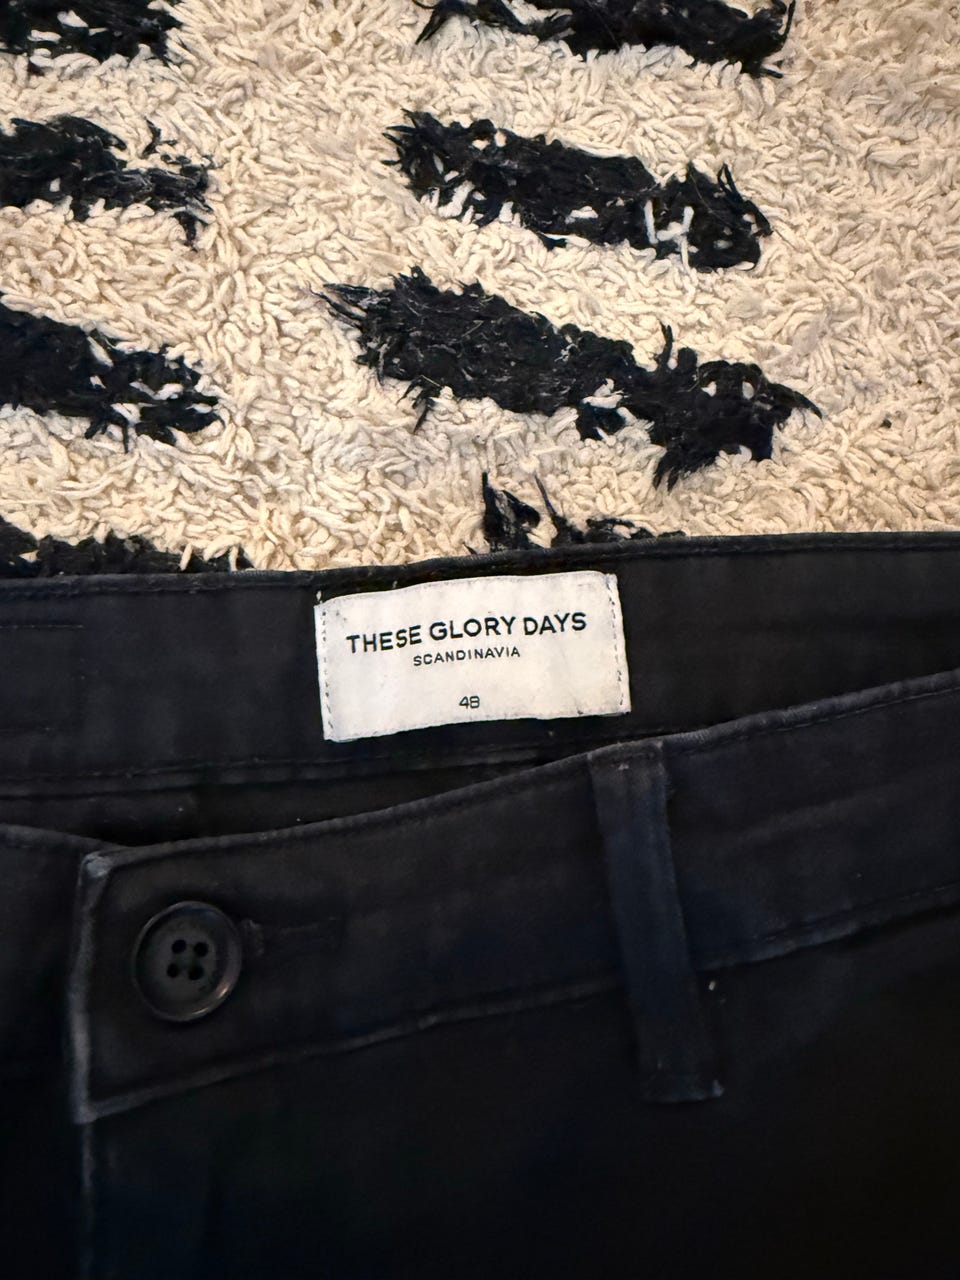 THESE GLORY DAYS
SCANDINAVIA
48